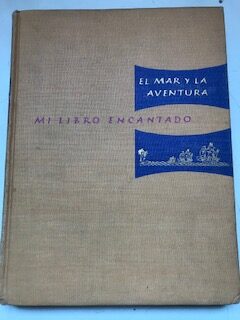 EL MAR Y LA
AVENTURA
MI LIBRO ENCANTADO